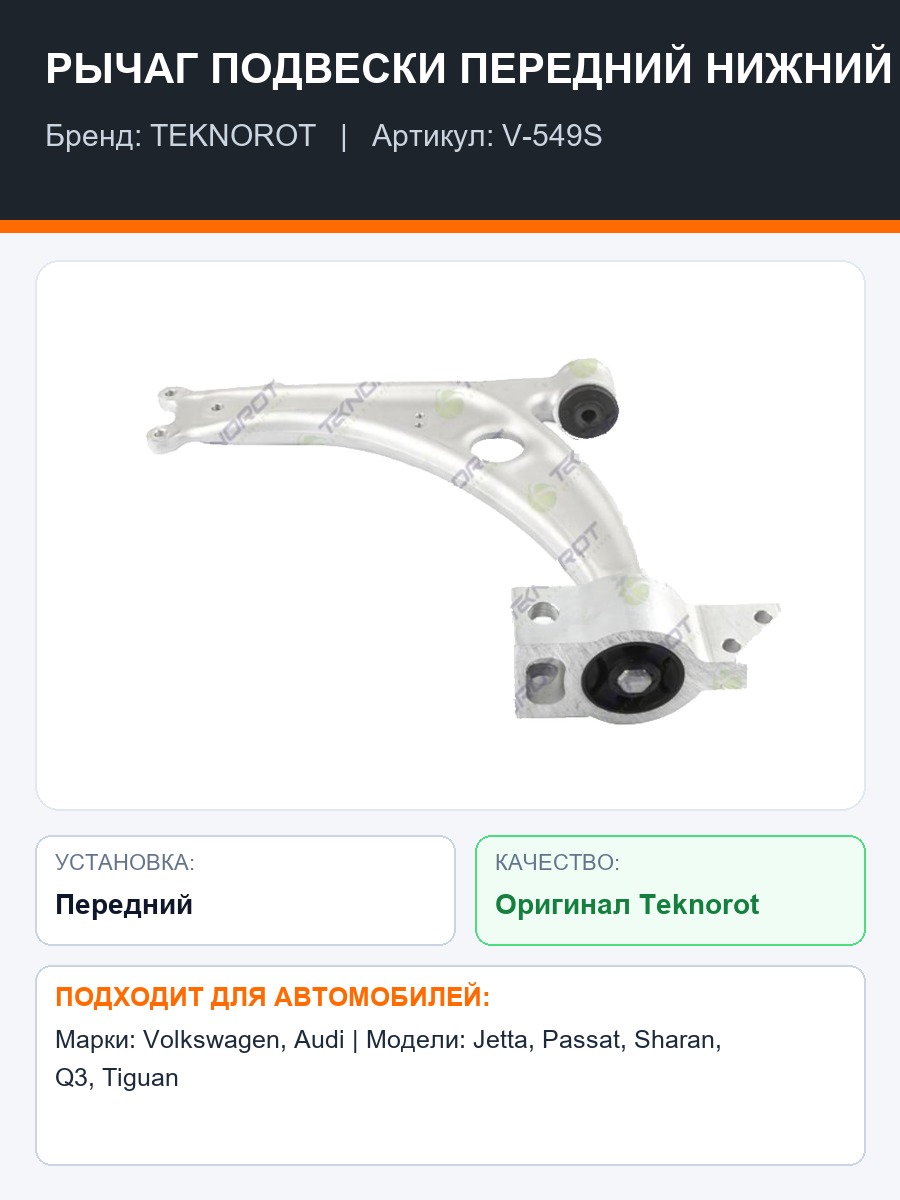 РЫЧАГ ПОДВЕСКИ ПЕРЕДНИЙ НИЖНИЙ
Бренд: TEKNOROT | Артикул: V-549S
УСТАНОВКА:
Передний
КАЧЕСТВО:
Оригинал Teknorot
ПОДХОДИТ ДЛЯ АВТОМОБИЛЕЙ:
Марки: Volkswagen, Audi | Модели: Jetta, Passat, Sharan,
Q3, Tiguan